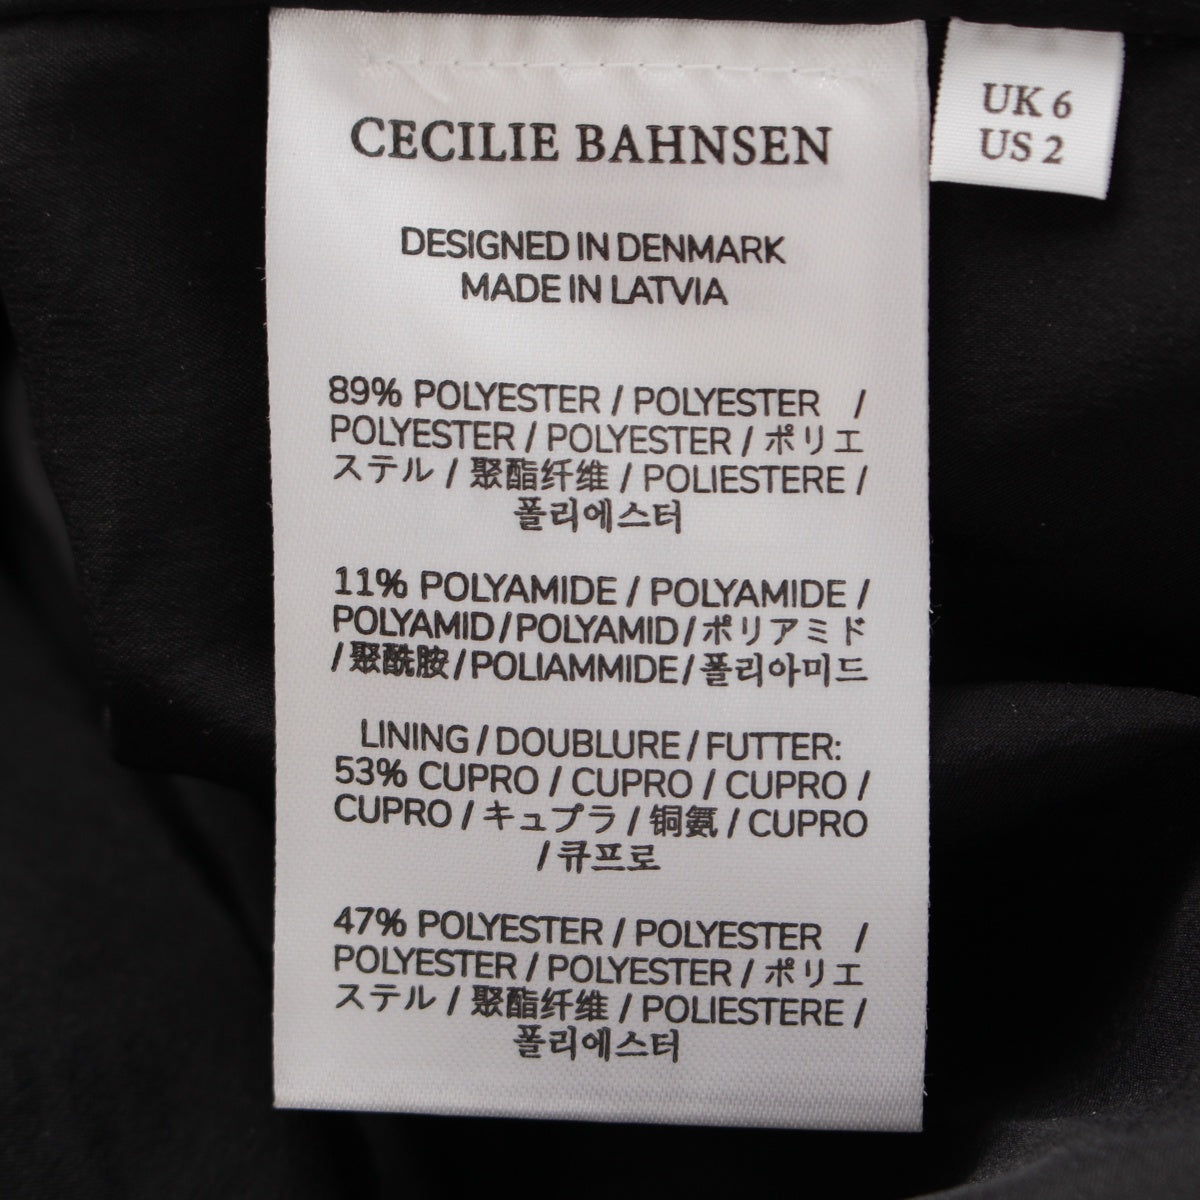 CECILIE BAHNSEN
DESIGNED IN DENMARK
MADE IN LATVIA
89% POLYESTER / POLYESTER /
POLYESTER / POLYESTER / ポリエ
ステル / 聚酯纤维 / POLIESTERE /
폴리에스터
11% POLYAMIDE / POLYAMIDE /
POLYAMID / POLYAMID / ポリアミド
/ 聚酰胺 / POLIAMMIDE / 폴리아미드
LINING / DOUBLURE / FUTTER:
53% CUPRO / CUPRO / CUPRO /
CUPRO / キュプラ / 铜氨 / CUPRO
/ 큐프로
47% POLYESTER / POLYESTER /
POLYESTER / POLYESTER / ポリエ
ステル / 聚酯纤维 / POLIESTERE /
폴리에스터
UK 6
US 2